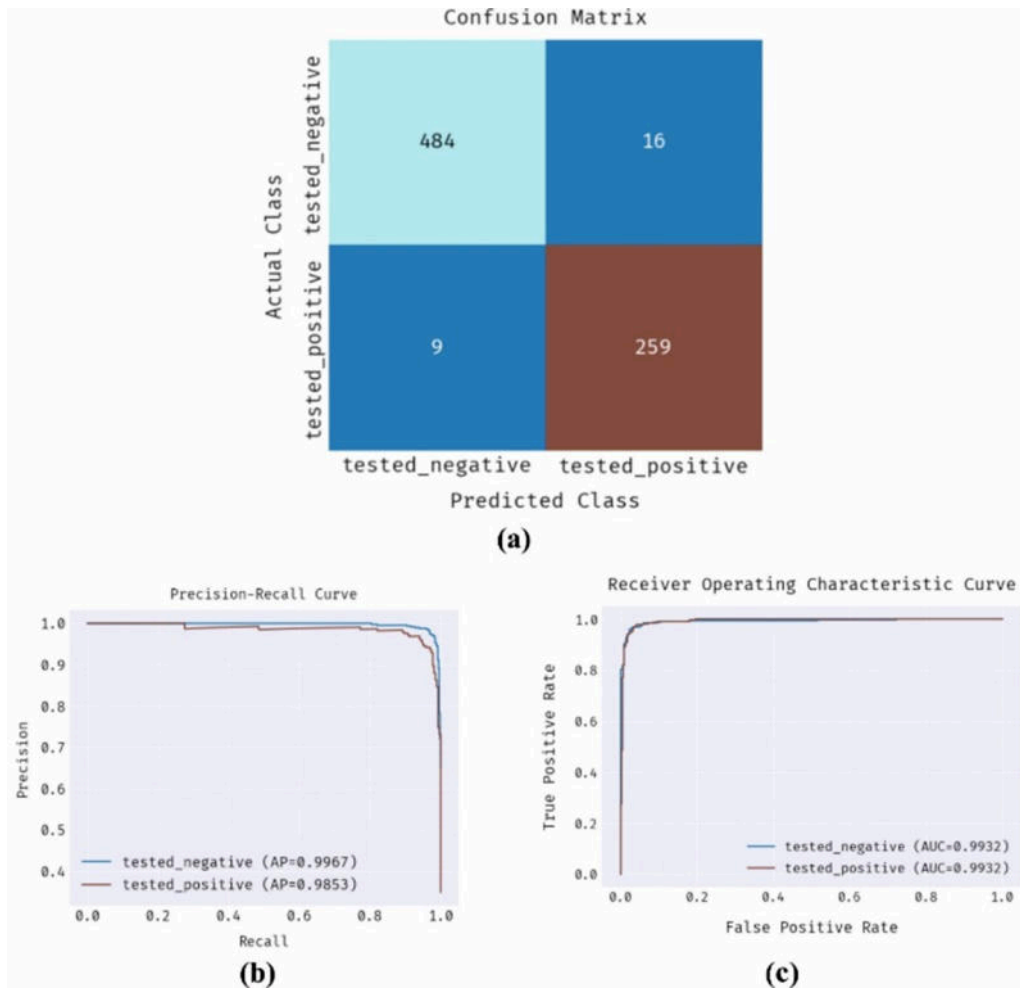 Confusion Matrix
Actual Class
tested_negative
484
16
tested_positive
9
259
tested_negative
tested_positive
Predicted Class
(a)
Precision-Recall Curve
Precision
1.0
0.9
0.8
0.7
0.6
0.5
0.4
tested_negative (AP=0.9967)
tested_positive (AP=0.9853)
0.0 0.2 0.4 0.6 0.8 1.0
Recall
(b)
Receiver Operating Characteristic Curve
True Positive Rate
1.0
0.8
0.6
0.4
0.2
0.0
tested_negative (AUC=0.9932)
tested_positive (AUC=0.9932)
0.0 0.2 0.4 0.6 0.8 1.0
False Positive Rate
(c)